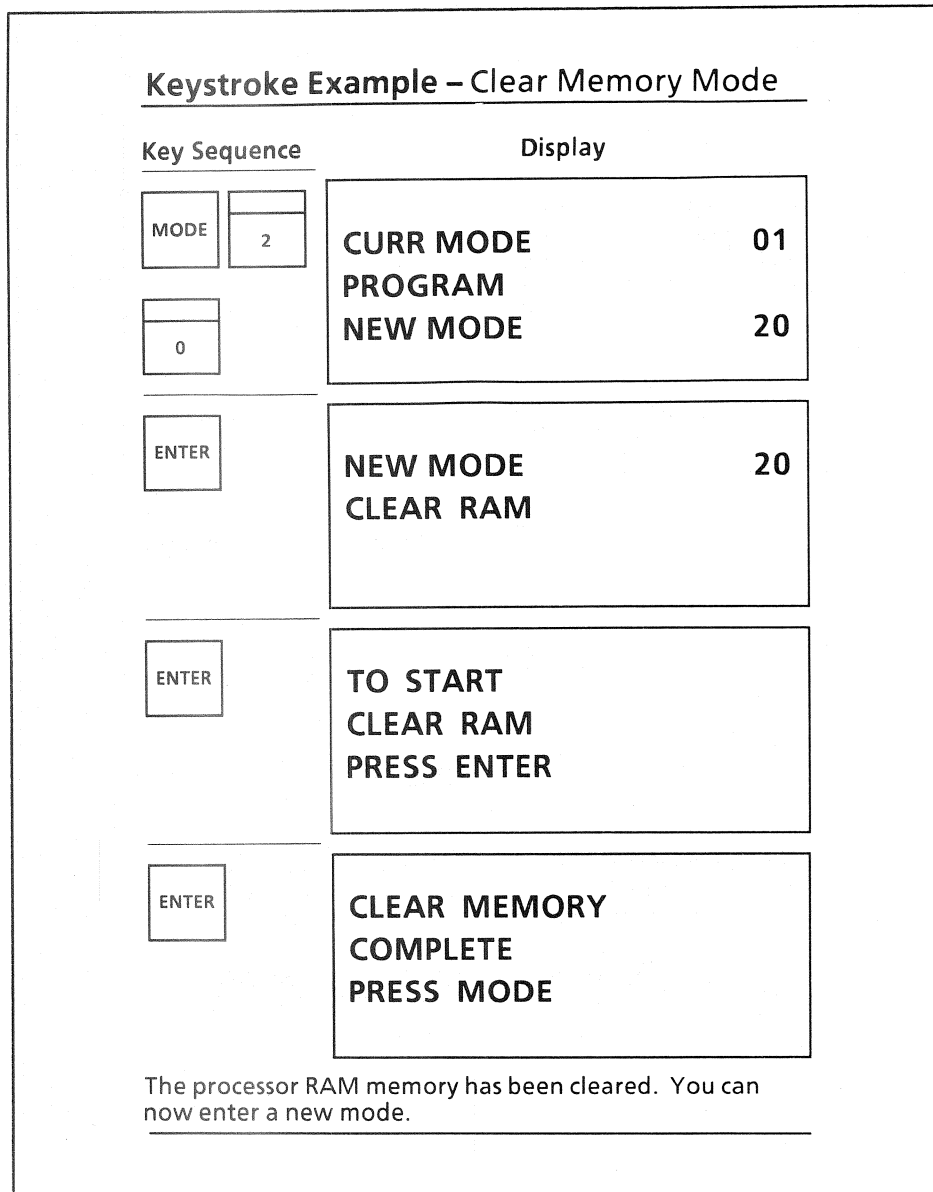 Keystroke Example – Clear Memory Mode
Key Sequence Display
MODE 2
0
CURR MODE 01
PROGRAM
NEW MODE 20
ENTER
NEW MODE 20
CLEAR RAM
ENTER
TO START
CLEAR RAM
PRESS ENTER
ENTER
CLEAR MEMORY
COMPLETE
PRESS MODE
The processor RAM memory has been cleared. You can
now enter a new mode.